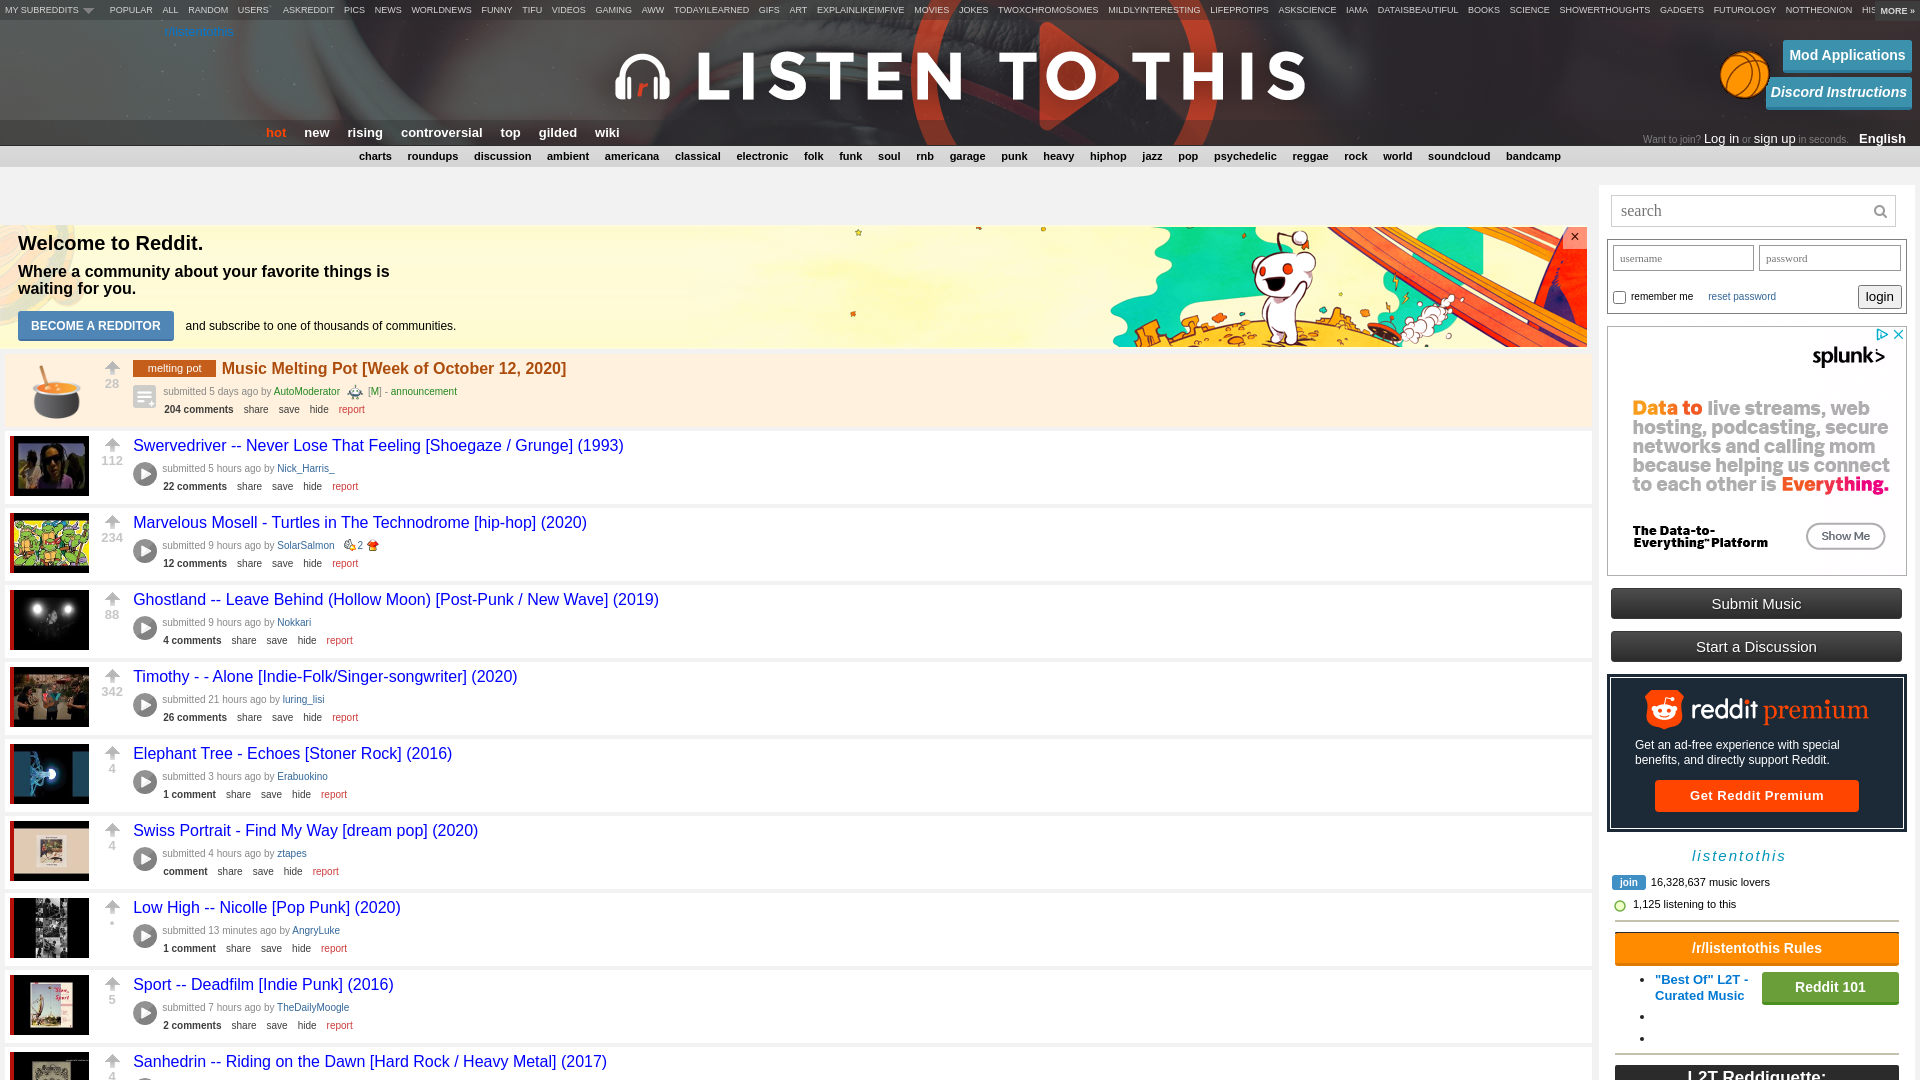 MY SUBREDDITS POPULAR ALL RANDOM USERS ASKREDDIT PICS NEWS WORLDNEWS FUNNY TIFU VIDEOS GAMING AWW TODAYILEARNED GIFS ART EXPLAINLIKEIMFIVE MOVIES JOKES TWOXCHROMOSOMES MILDLYINTERESTING LIFEPROTIPS ASKSCIENCE IAMA DATAISBEAUTIFUL BOOKS SCIENCE SHOWERTHOUGHTS GADGETS FUTUROLOGY NOTTHEONION HIS MORE »
LISTEN TO THIS
Mod Applications
Discord Instructions
hot new rising controversial top gilded wiki
Want to join? Log in or sign up in seconds. English
charts roundups discussion ambient americana classical electronic folk funk soul rnb garage punk heavy hiphop jazz pop psychedelic reggae rock world soundcloud bandcamp
Welcome to Reddit.
Where a community about your favorite things is
waiting for you.
BECOME A REDDITOR and subscribe to one of thousands of communities.
×
28
melting pot Music Melting Pot [Week of October 12, 2020]
submitted 5 days ago by AutoModerator [M] - announcement
204 comments share save hide report
112
Swervedriver -- Never Lose That Feeling [Shoegaze / Grunge] (1993)
submitted 5 hours ago by Nick_Harris_
22 comments share save hide report
234
Marvelous Mosell - Turtles in The Technodrome [hip-hop] (2020)
submitted 9 hours ago by SolarSalmon 2
12 comments share save hide report
88
Ghostland -- Leave Behind (Hollow Moon) [Post-Punk / New Wave] (2019)
submitted 9 hours ago by Nokkari
4 comments share save hide report
342
Timothy - - Alone [Indie-Folk/Singer-songwriter] (2020)
submitted 21 hours ago by luring_lisi
26 comments share save hide report
4
Elephant Tree - Echoes [Stoner Rock] (2016)
submitted 3 hours ago by Erabuokino
1 comment share save hide report
4
Swiss Portrait - Find My Way [dream pop] (2020)
submitted 4 hours ago by ztapes
comment share save hide report
•
Low High -- Nicolle [Pop Punk] (2020)
submitted 13 minutes ago by AngryLuke
1 comment share save hide report
5
Sport -- Deadfilm [Indie Punk] (2016)
submitted 7 hours ago by TheDailyMoogle
2 comments share save hide report
4
Sanhedrin -- Riding on the Dawn [Hard Rock / Heavy Metal] (2017)
search
username password
remember me reset password login
splunk>
Data to live streams, web
hosting, podcasting, secure
networks and calling mom
because helping us connect
to each other is Everything.
The Data-to-
Everything™ Platform
Show Me
Submit Music
Start a Discussion
reddit premium
Get an ad-free experience with special
benefits, and directly support Reddit.
Get Reddit Premium
listentothis
join 16,328,637 music lovers
1,125 listening to this
/r/listentothis Rules
"Best Of" L2T -
Curated Music
Reddit 101
L2T Reddiquette: